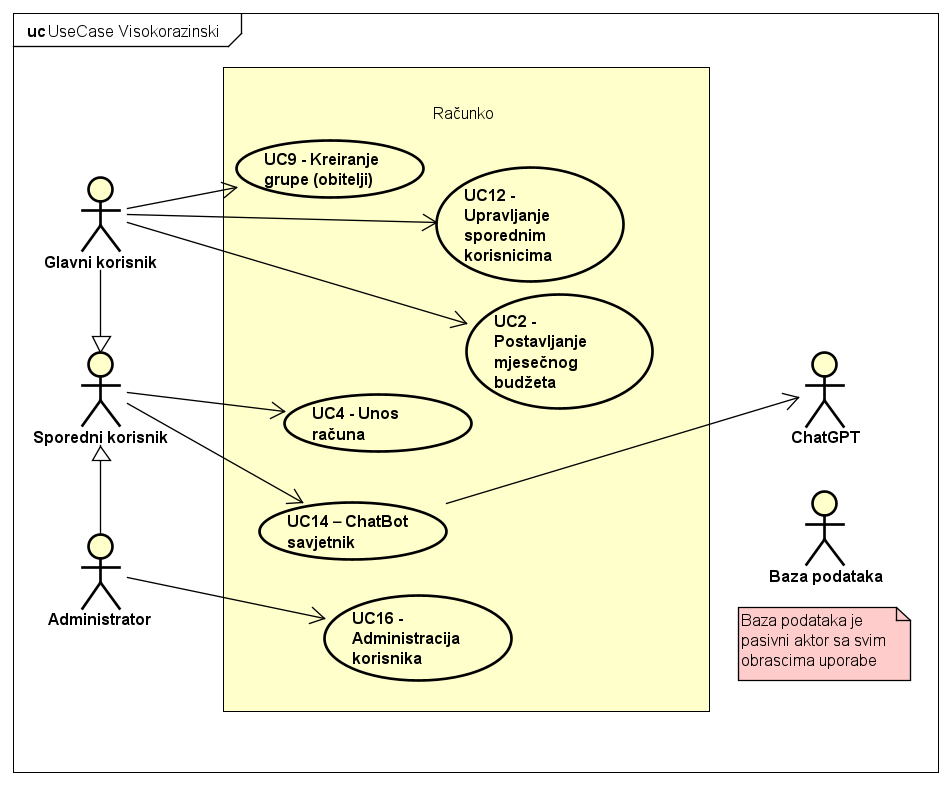 uc UseCase Visokorazinski
Računko
UC9 - Kreiranje
grupe (obitelji)
UC12 -
Upravljanje
sporednim
korisnicima
Glavni korisnik
UC2 -
Postavljanje
mjesečnog
budžeta
Sporedni korisnik
UC4 - Unos
računa
ChatGPT
UC14 – ChatBot
savjetnik
Baza podataka
Administrator
UC16 -
Administracija
korisnika
Baza podataka je
pasivni aktor sa svim
obrascima uporabe